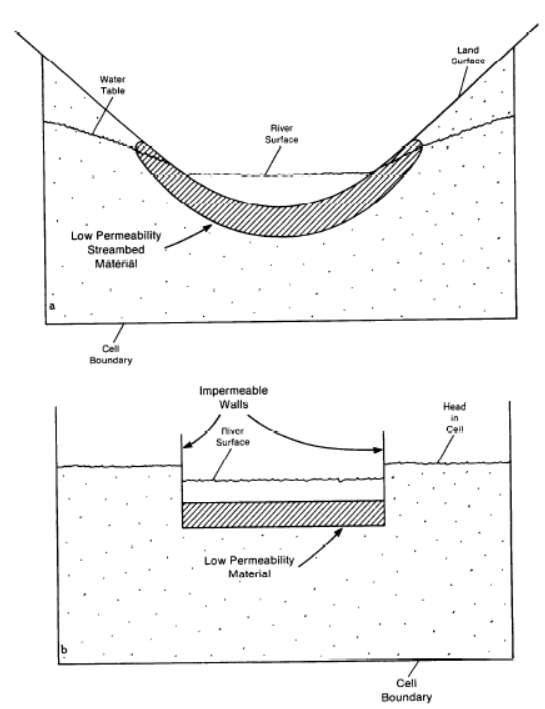 Land
Surface
Water
Table
River
Surface
Low Permeability
Streambed
Material
a
Cell
Boundary
Impermeable
Walls
River
Surface
Head
in
Cell
Low Permeability
Material
b
Cell
Boundary